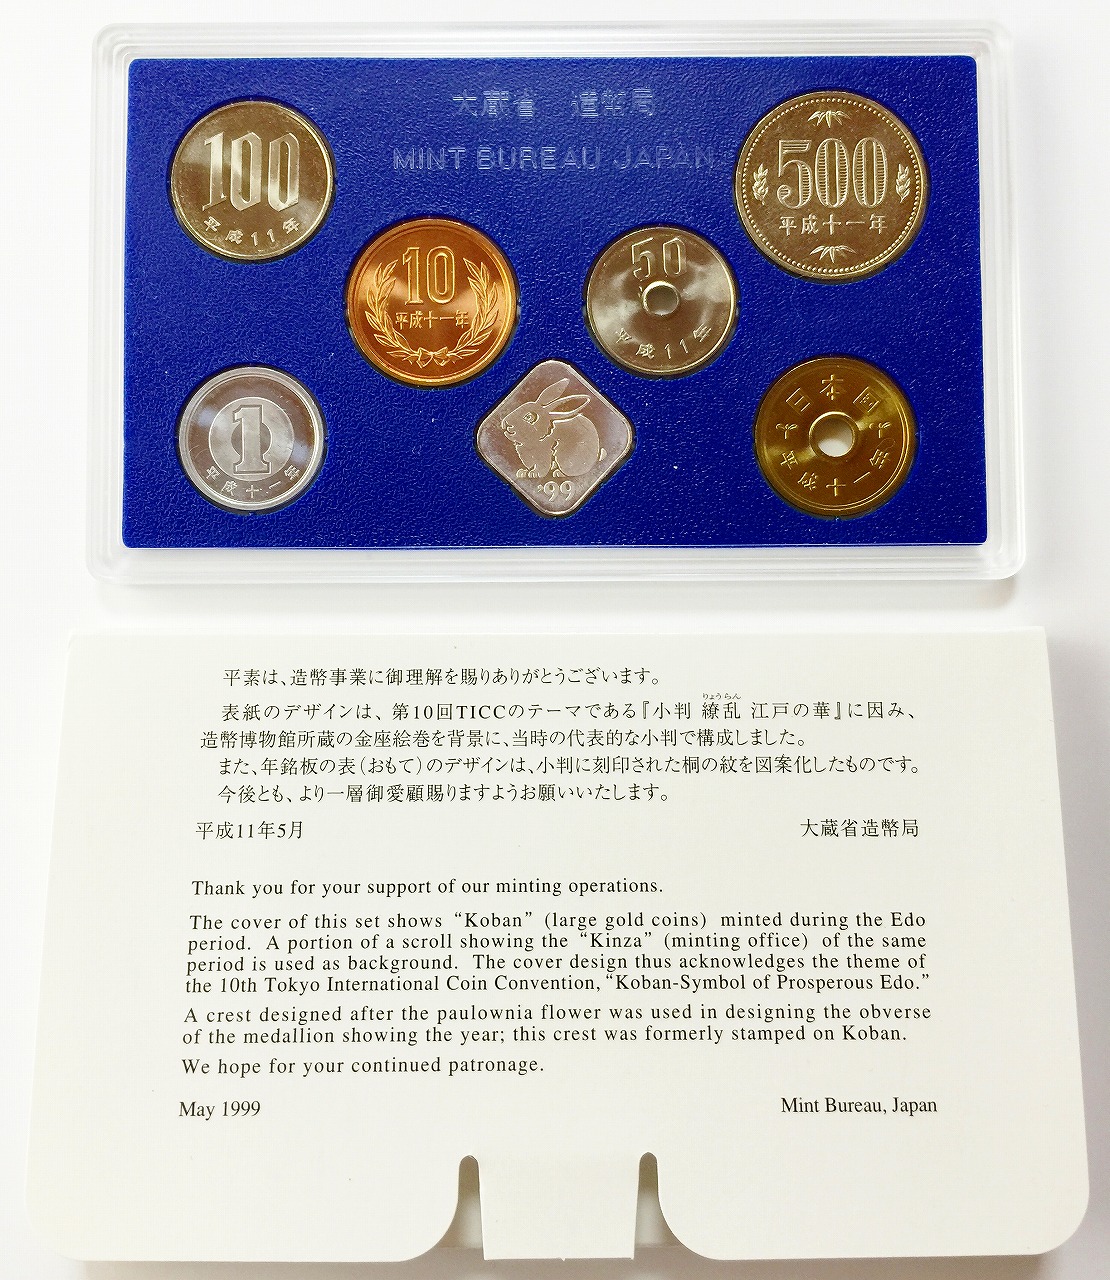 大蔵省 造幣局
MINT BUREAU JAPAN
100
平成11年
500
平成十一年
10
平成十一年
50
平成11年
1
平成十一年
'99
日本国
平成十一年
平素は、造幣事業に御理解を賜りありがとうございます。
りょうらん
表紙のデザインは、第10回TICCのテーマである『小判 繚乱 江戸の華』に因み、
造幣博物館所蔵の金座絵巻を背景に、当時の代表的な小判で構成しました。
また、年銘板の表(おもて)のデザインは、小判に刻印された桐の紋を図案化したものです。
今後とも、より一層御愛顧賜りますようお願いいたします。
平成11年5月 大蔵省造幣局
Thank you for your support of our minting operations.
The cover of this set shows “Koban” (large gold coins) minted during the Edo
period. A portion of a scroll showing the “Kinza” (minting office) of the same
period is used as background. The cover design thus acknowledges the theme of
the 10th Tokyo International Coin Convention, “Koban-Symbol of Prosperous Edo.”
A crest designed after the paulownia flower was used in designing the obverse
of the medallion showing the year; this crest was formerly stamped on Koban.
We hope for your continued patronage.
May 1999 Mint Bureau, Japan